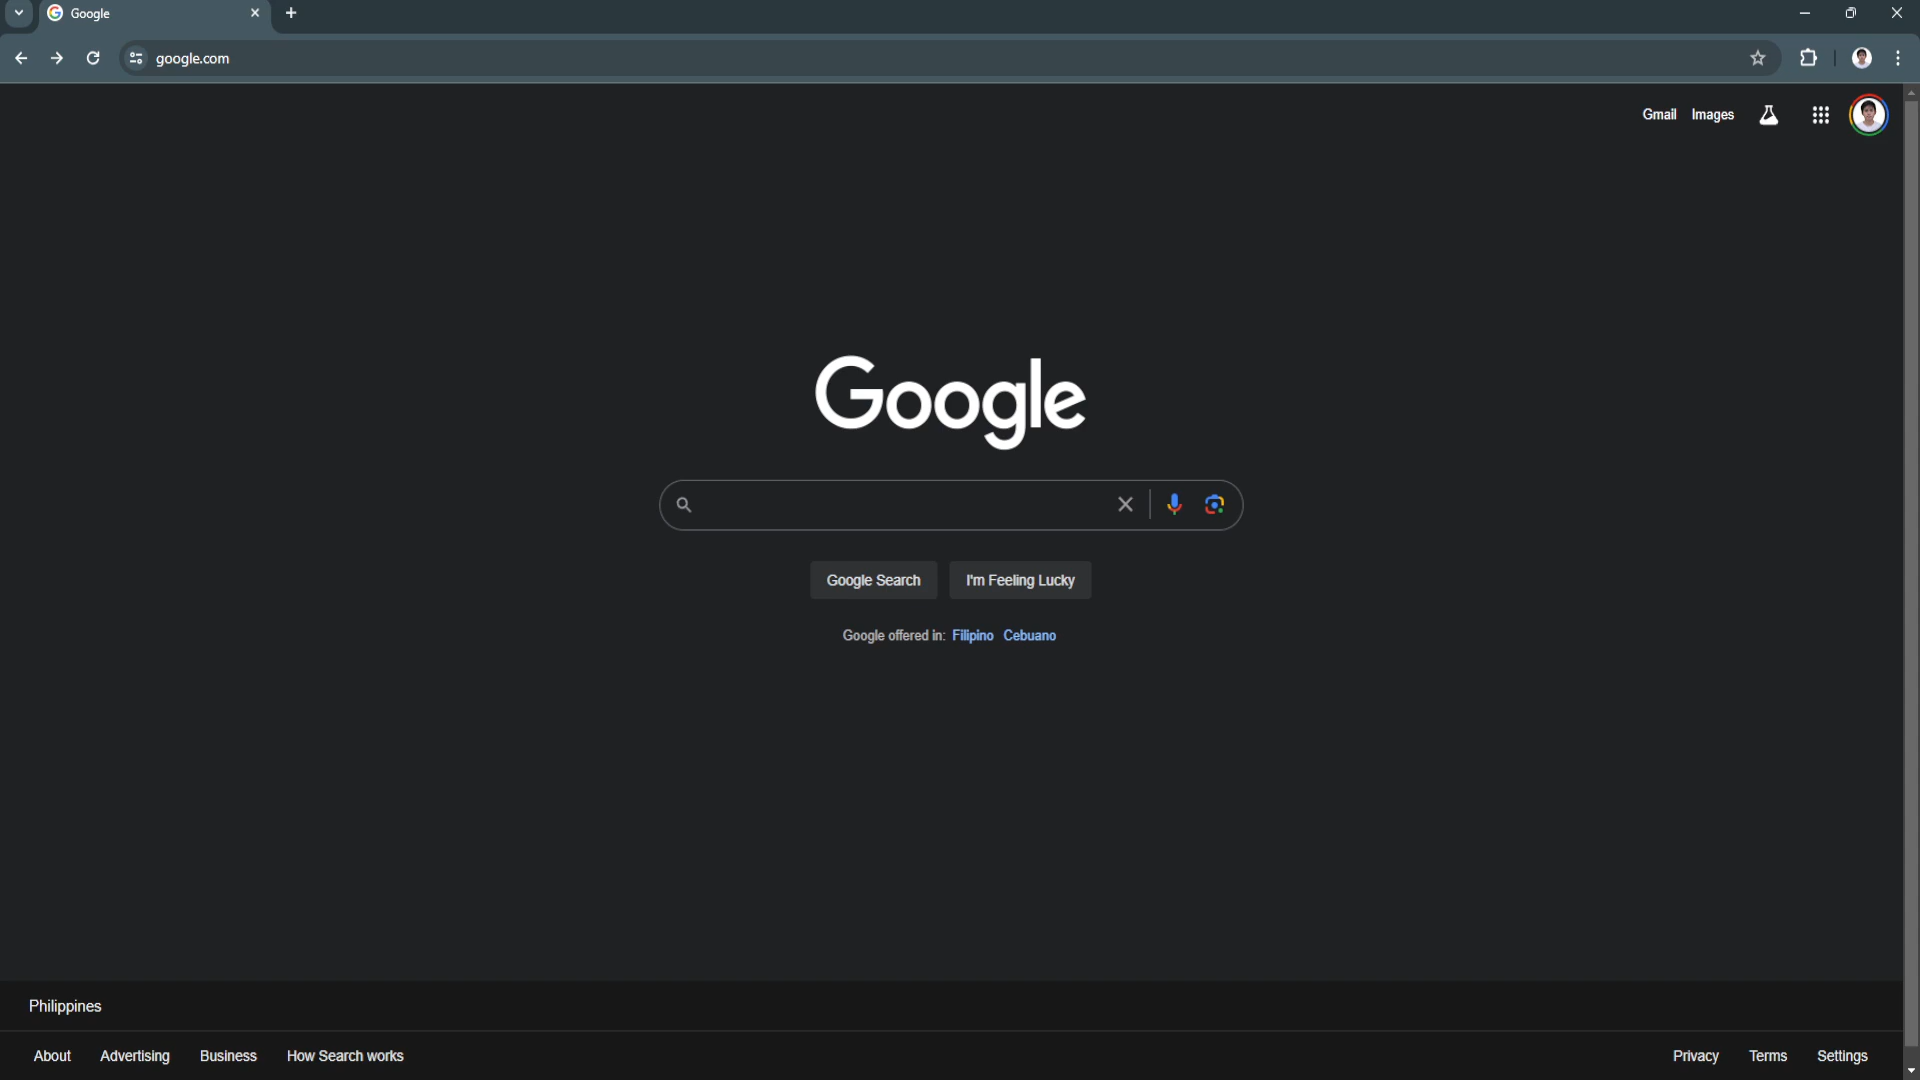 Google
google.com
Gmail Images
Google
Google Search I'm Feeling Lucky
Google offered in: Filipino Cebuano
Philippines
About Advertising Business How Search works Privacy Terms Settings